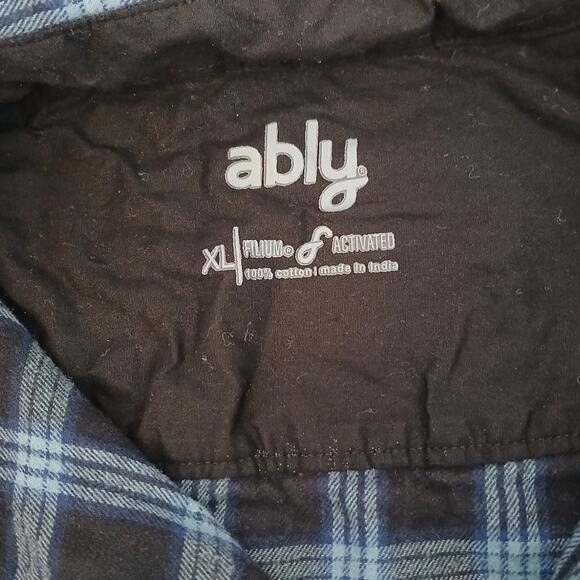 ably®
XL | FILIUM® f ACTIVATED
100% cotton | made in India